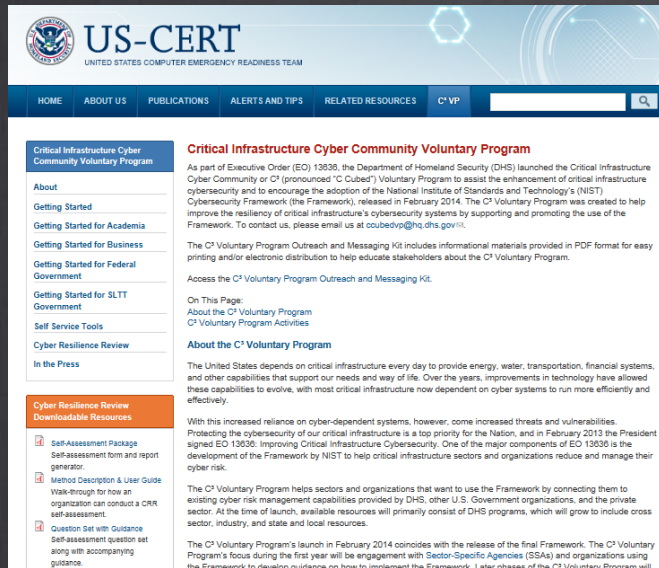 US-CERT
UNITED STATES COMPUTER EMERGENCY READINESS TEAM
HOME ABOUT US PUBLICATIONS ALERTS AND TIPS RELATED RESOURCES C³ VP
Critical Infrastructure Cyber
Community Voluntary Program
About
Getting Started
Getting Started for Academia
Getting Started for Business
Getting Started for Federal
Government
Getting Started for SLTT
Government
Self Service Tools
Cyber Resilience Review
In the Press
Cyber Resilience Review
Downloadable Resources
Self-Assessment Package
Self-assessment form and report
generator.
Method Description & User Guide
Walk-through for how an
organization can conduct a CRR
self-assessment.
Question Set with Guidance
Self-assessment question set
along with accompanying
guidance.
Critical Infrastructure Cyber Community Voluntary Program
As part of Executive Order (EO) 13636, the Department of Homeland Security (DHS) launched the Critical Infrastructure
Cyber Community or C³ (pronounced "C Cubed") Voluntary Program to assist the enhancement of critical infrastructure
cybersecurity and to encourage the adoption of the National Institute of Standards and Technology's (NIST)
Cybersecurity Framework (the Framework), released in February 2014. The C³ Voluntary Program was created to help
improve the resiliency of critical infrastructure's cybersecurity systems by supporting and promoting the use of the
Framework. To contact us, please email us at ccubedvp@hq.dhs.gov.
The C³ Voluntary Program Outreach and Messaging Kit includes informational materials provided in PDF format for easy
printing and/or electronic distribution to help educate stakeholders about the C³ Voluntary Program.
Access the C³ Voluntary Program Outreach and Messaging Kit.
On This Page:
About the C³ Voluntary Program
C³ Voluntary Program Activities
About the C³ Voluntary Program
The United States depends on critical infrastructure every day to provide energy, water, transportation, financial systems,
and other capabilities that support our needs and way of life. Over the years, improvements in technology have allowed
these capabilities to evolve, with most critical infrastructure now dependent on cyber systems to run more efficiently and
effectively.
With this increased reliance on cyber-dependent systems, however, come increased threats and vulnerabilities.
Protecting the cybersecurity of our critical infrastructure is a top priority for the Nation, and in February 2013 the President
signed EO 13636: Improving Critical Infrastructure Cybersecurity. One of the major components of EO 13636 is the
development of the Framework by NIST to help critical infrastructure sectors and organizations reduce and manage their
cyber risk.
The C³ Voluntary Program helps sectors and organizations that want to use the Framework by connecting them to
existing cyber risk management capabilities provided by DHS, other U.S. Government organizations, and the private
sector. At the time of launch, available resources will primarily consist of DHS programs, which will grow to include cross
sector, industry, and state and local resources.
The C³ Voluntary Program's launch in February 2014 coincides with the release of the final Framework. The C³ Voluntary
Program's focus during the first year will be engagement with Sector-Specific Agencies (SSAs) and organizations using
the Framework to develop guidance on how to implement the Framework. Later phases of the C³ Voluntary Program will